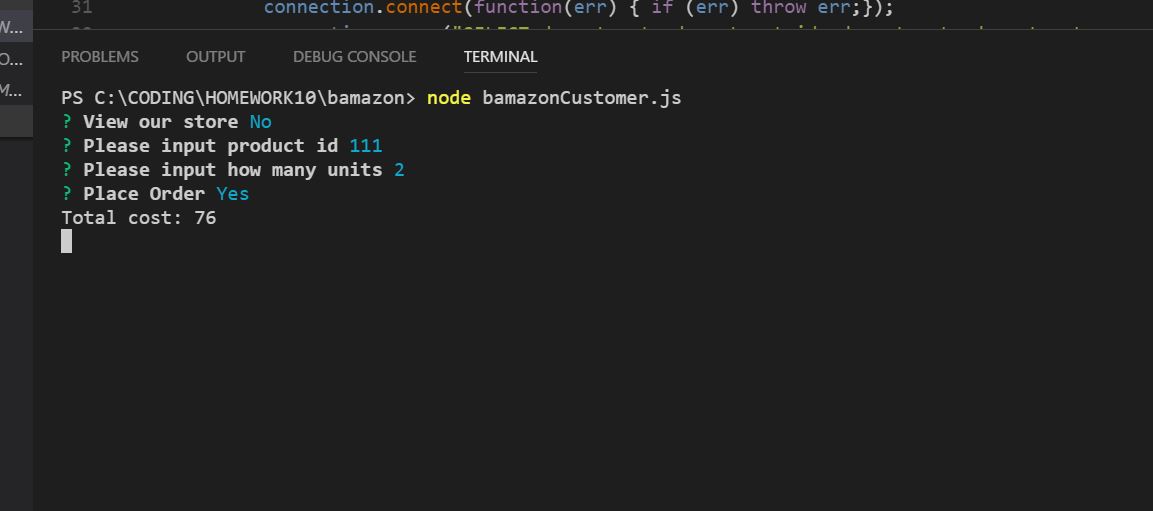 31 connection.connect(function(err) { if (err) throw err;});
W...
O...
M...
PROBLEMS OUTPUT DEBUG CONSOLE TERMINAL
PS C:\CODING\HOMEWORK10\bamazon> node bamazonCustomer.js
? View our store No
? Please input product id 111
? Please input how many units 2
? Place Order Yes
Total cost: 76